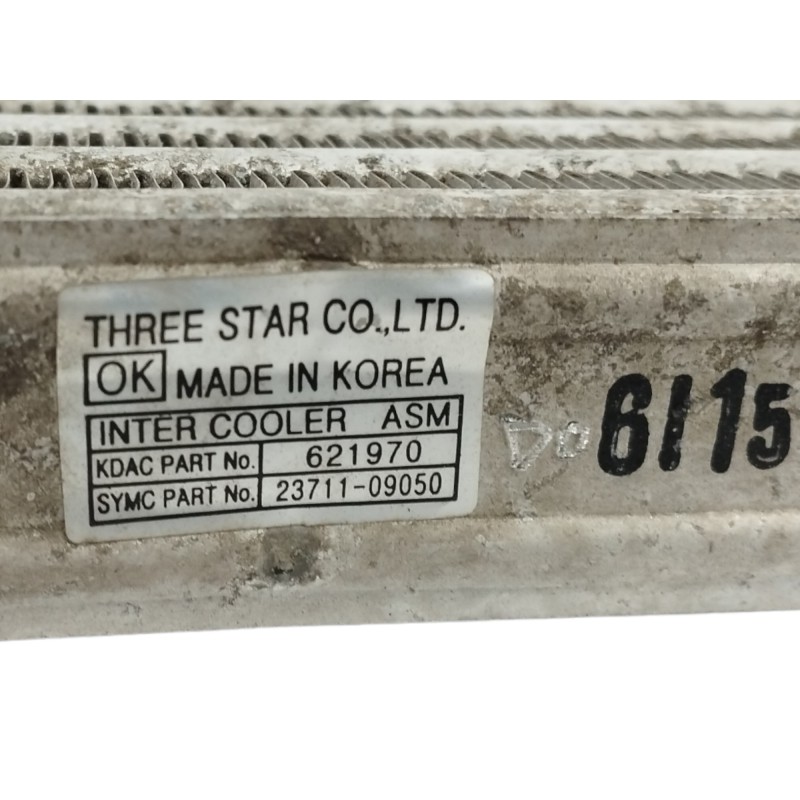 THREE STAR CO.,LTD.
OK MADE IN KOREA
INTER COOLER ASM
KDAC PART No. 621970
SYMC PART No. 23711-09050
6115